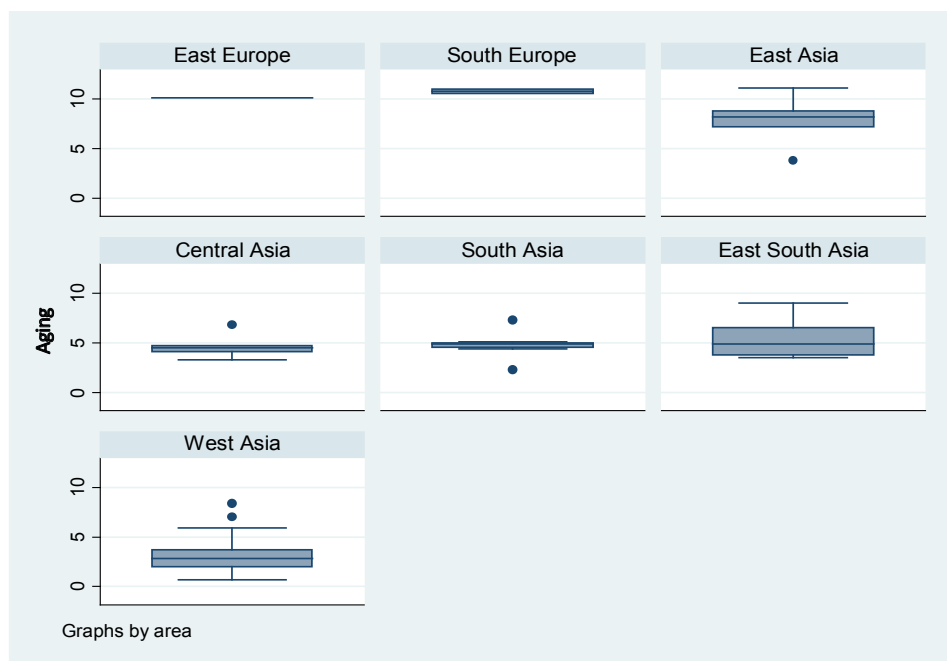 East Europe
South Europe
East Asia
10
5
0
Central Asia
South Asia
East South Asia
Aging
10
5
0
West Asia
10
5
0
Graphs by area